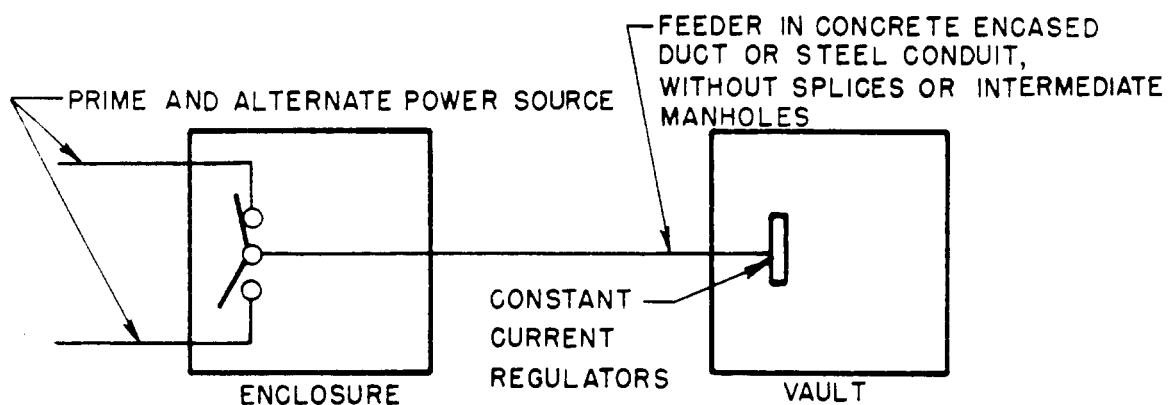 FEEDER IN CONCRETE ENCASED
DUCT OR STEEL CONDUIT,
WITHOUT SPLICES OR INTERMEDIATE
MANHOLES
PRIME AND ALTERNATE POWER SOURCE
CONSTANT
CURRENT
REGULATORS
ENCLOSURE
VAULT